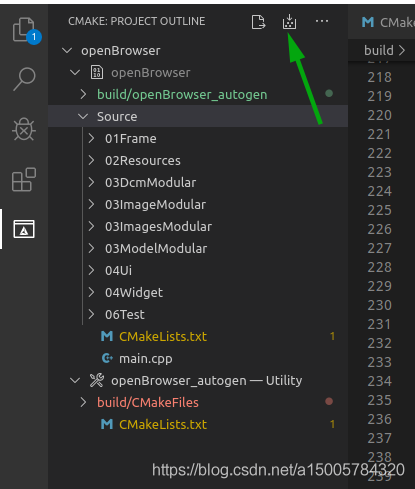 CMAKE: PROJECT OUTLINE
1
openBrowser
openBrowser
build/openBrowser_autogen
Source
01Frame
02Resources
03DcmModular
03ImageModular
03ImagesModular
03ModelModular
04Ui
04Widget
06Test
CMakeLists.txt 1
main.cpp
openBrowser_autogen — Utility
build/CMakeFiles
CMakeLists.txt 1
CMake
build
218
219
220
221
222
223
224
225
226
227
228
229
230
231
232
233
234
235
236
237
238
239
https://blog.csdn.net/a15005784320